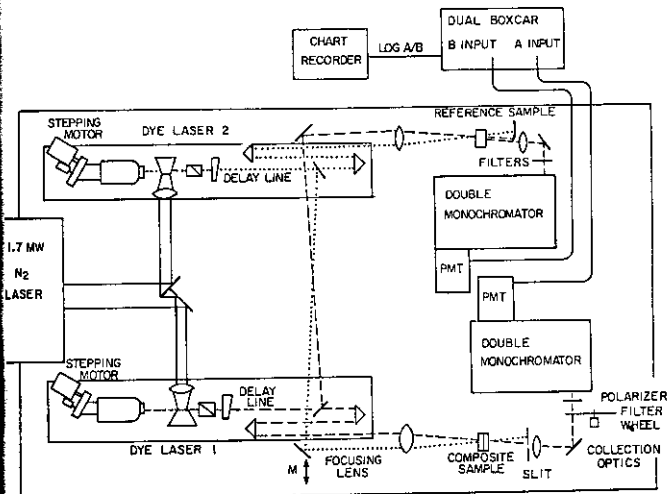 DUAL BOXCAR
B INPUT A INPUT
CHART
RECORDER
LOG A/B
REFERENCE SAMPLE
STEPPING
MOTOR
DYE LASER 2
DELAY LINE
FILTERS
DOUBLE
MONOCHROMATOR
PMT
1.7 MW
N2
LASER
PMT
DOUBLE
MONOCHROMATOR
STEPPING
MOTOR
DELAY
LINE
DYE LASER 1
M
FOCUSING
LENS
COMPOSITE
SAMPLE
SLIT
POLARIZER
FILTER
WHEEL
COLLECTION
OPTICS